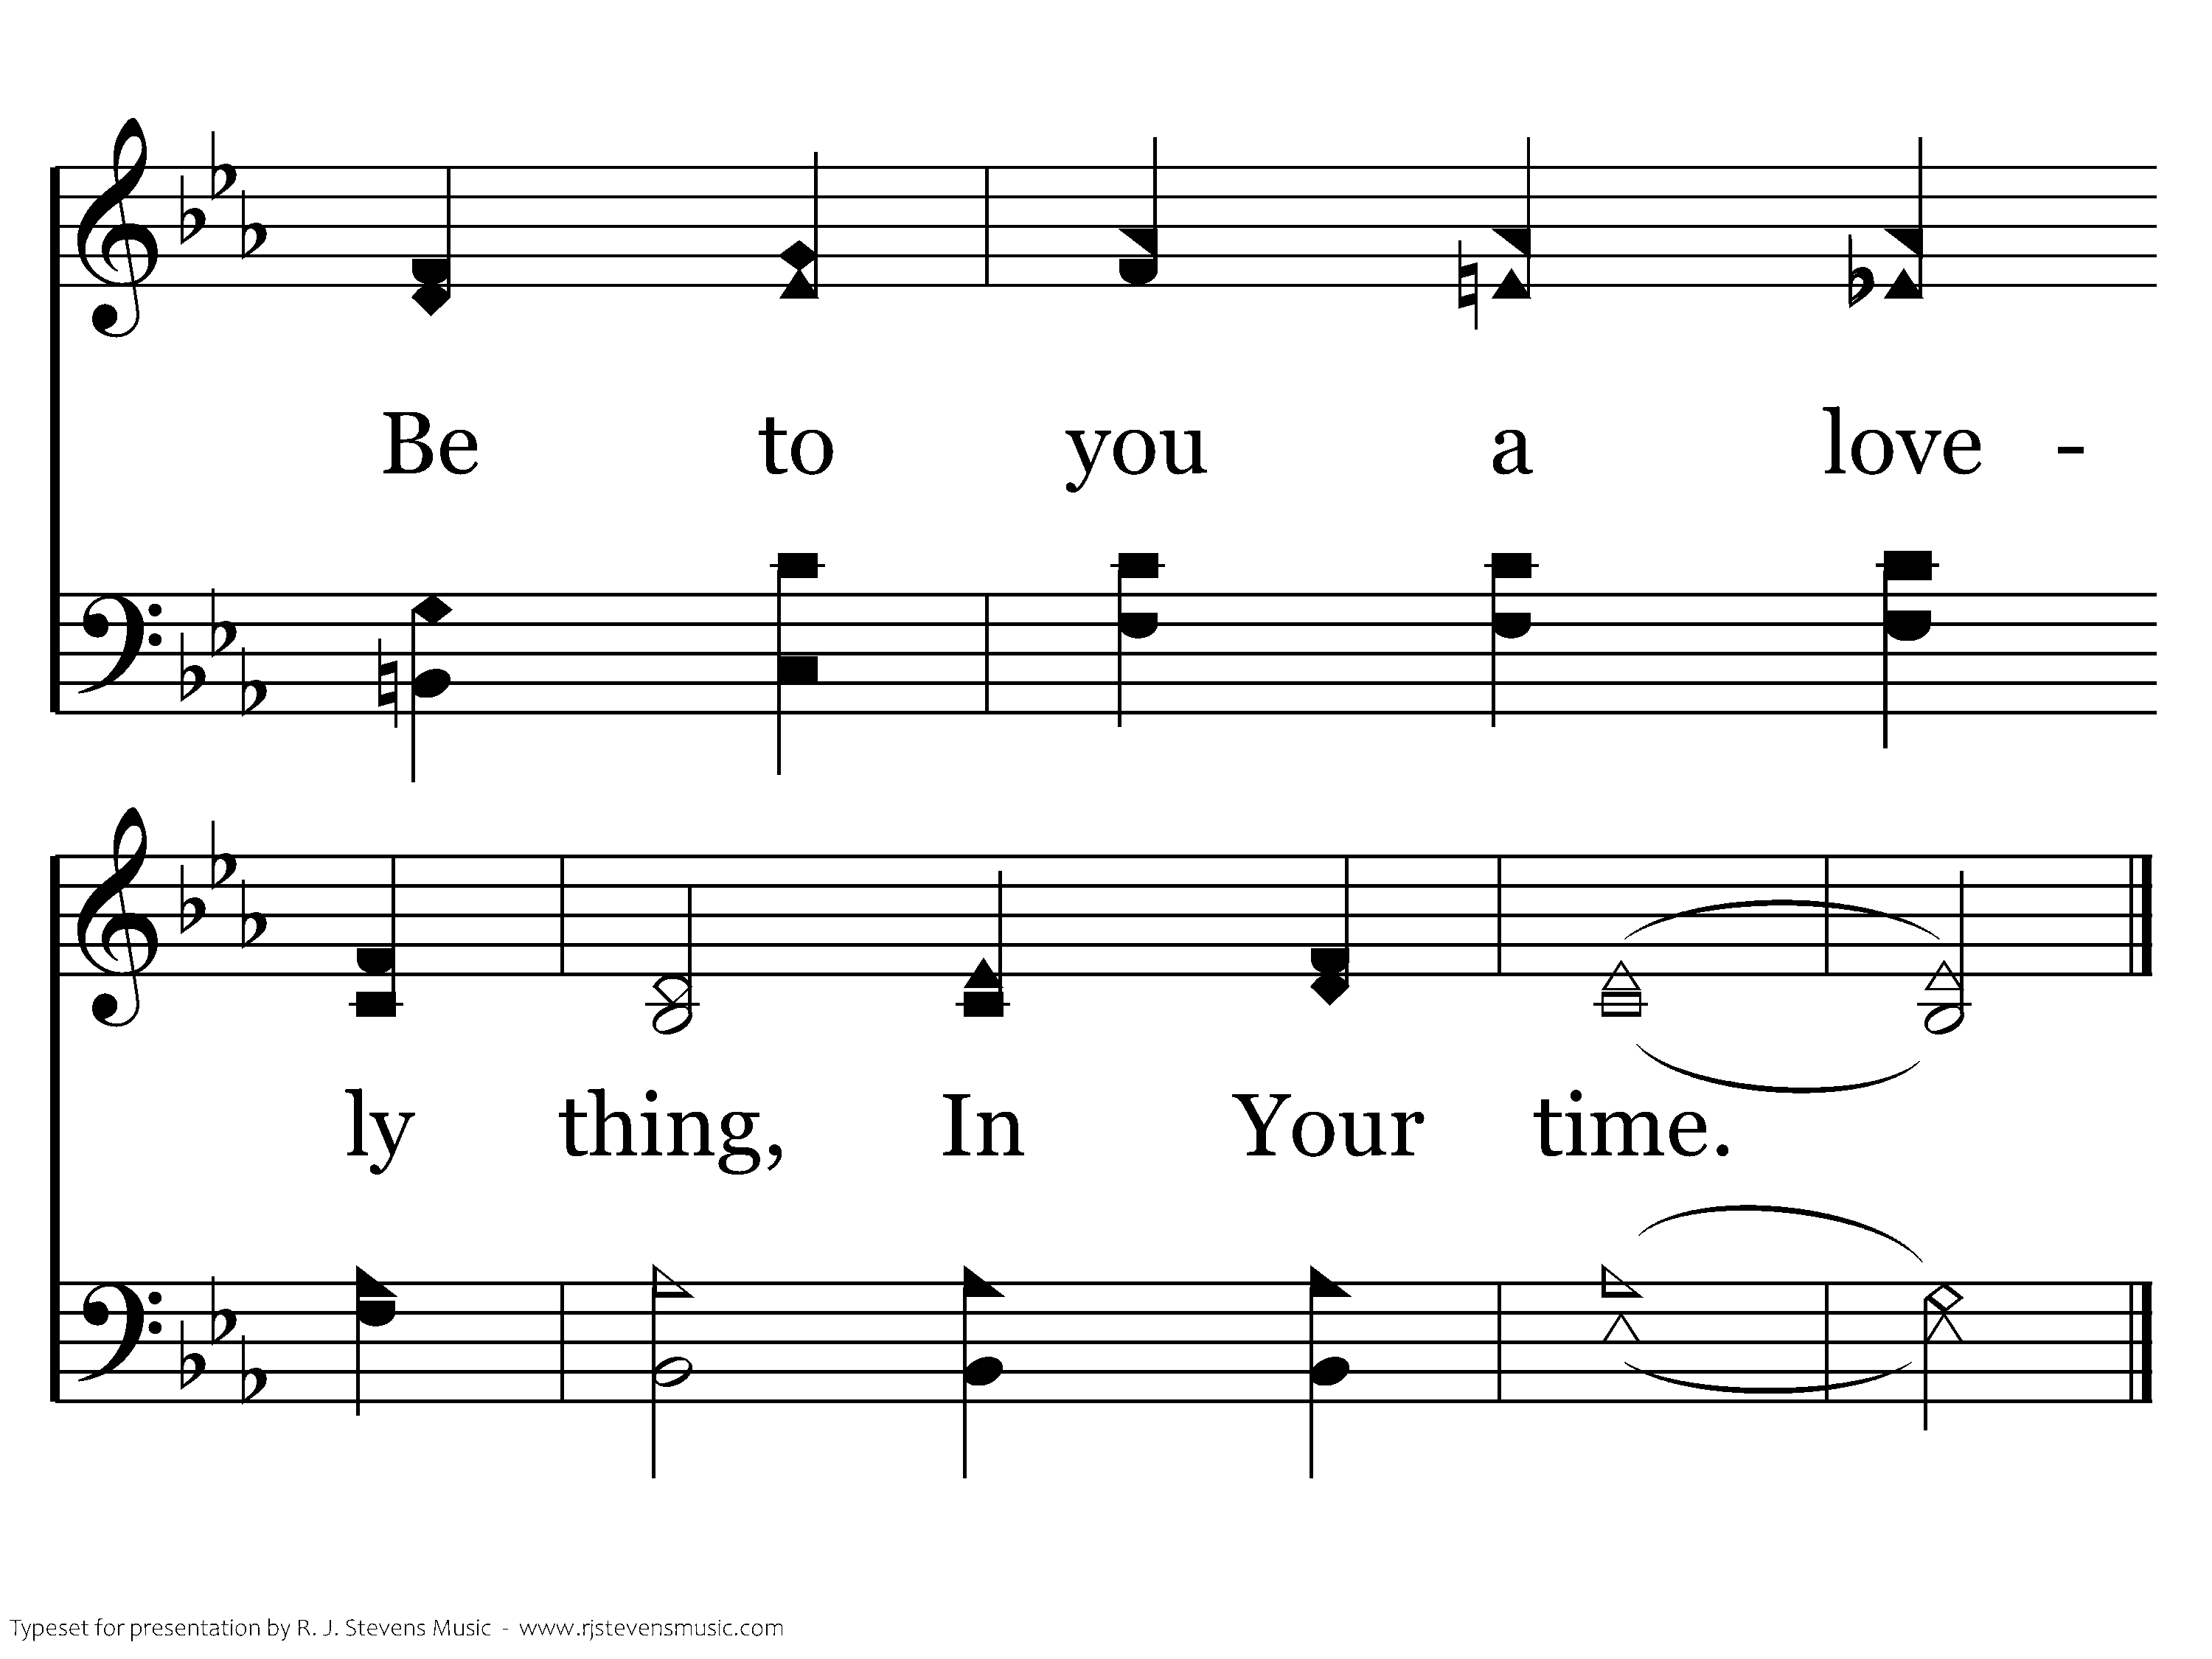 Be to you a love -
ly thing, In Your time.
Typeset for presentation by R. J. Stevens Music - www.rjstevensmusic.com